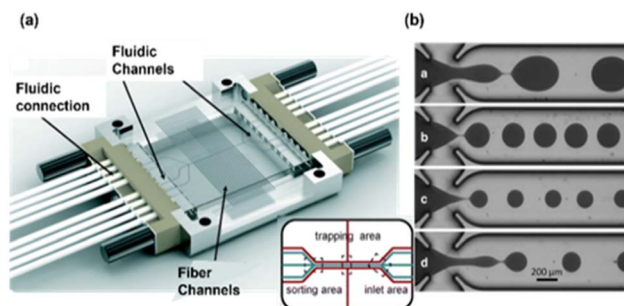 (a)
Fluidic
Channels
Fluidic
connection
Fiber
Channels
trapping area
sorting area
inlet area
(b)
a
b
c
d
200 µm